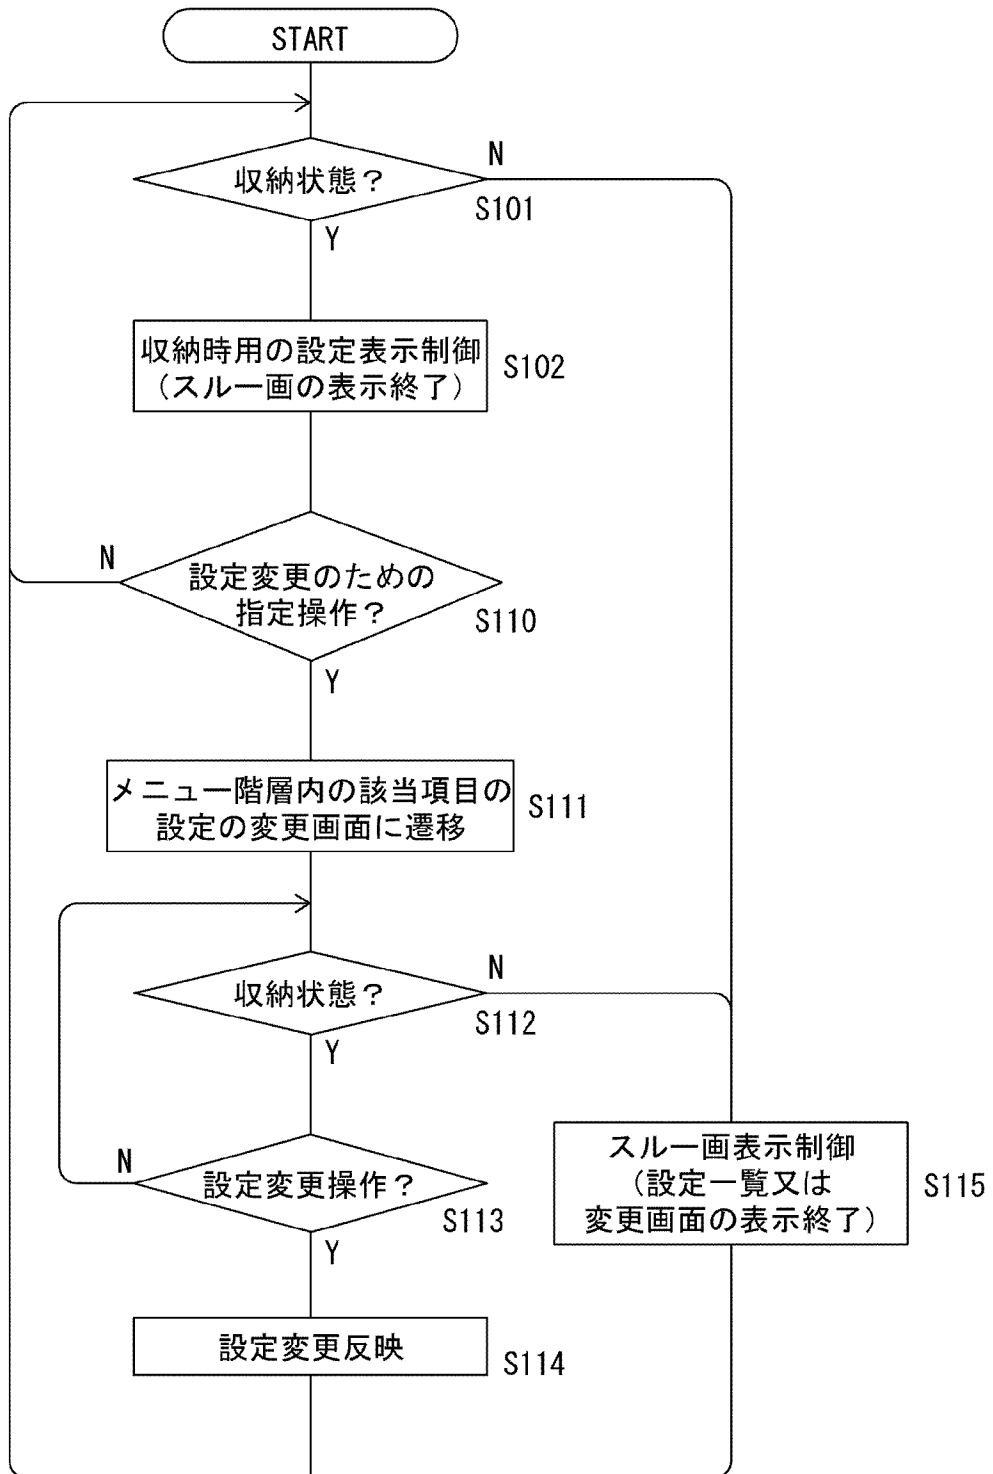 START
収納状態？
N
S101
Y
収納時用の設定表示制御
（スルー画の表示終了）
S102
N
設定変更のための
指定操作？
S110
Y
メニュー階層内の該当項目の
設定の変更画面に遷移
S111
収納状態？
N
S112
Y
N
設定変更操作？
S113
Y
スルー画表示制御
（設定一覧又は
変更画面の表示終了）
S115
設定変更反映
S114